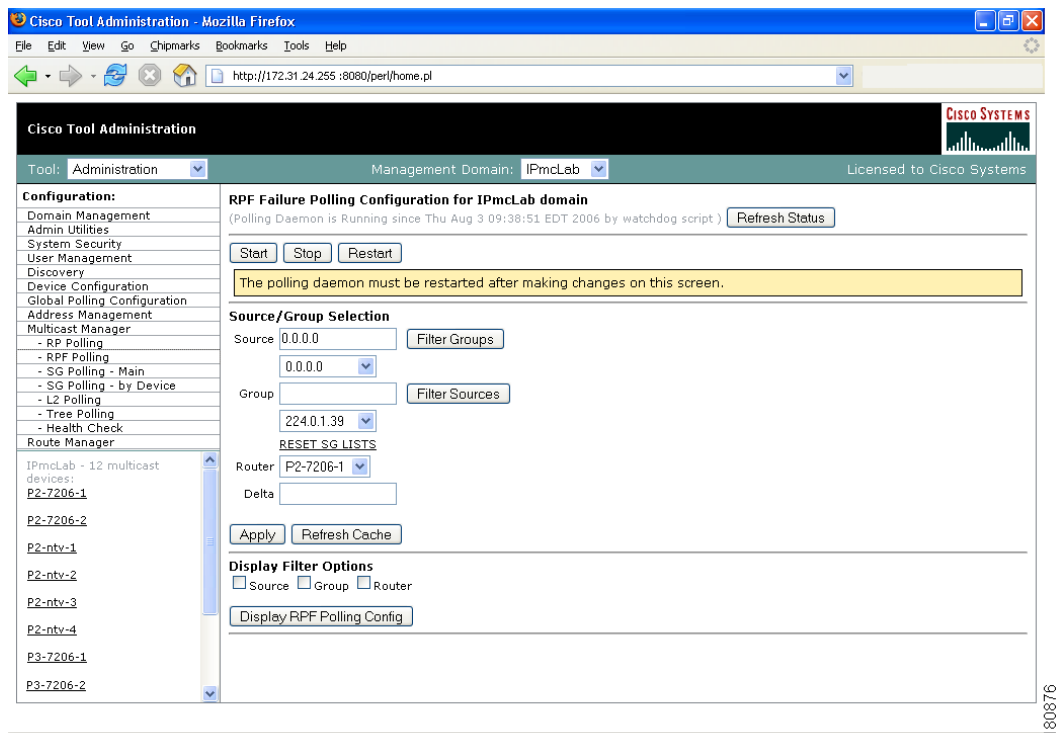 Cisco Tool Administration - Mozilla Firefox
File Edit View Go Chipmarks Bookmarks Tools Help
http://172.31.24.255 :8080/perl/home.pl
Cisco Tool Administration
CISCO SYSTEMS
Tool: Administration Management Domain: IPmcLab Licensed to Cisco Systems
Configuration:
Domain Management
Admin Utilities
System Security
User Management
Discovery
Device Configuration
Global Polling Configuration
Address Management
Multicast Manager
- RP Polling
- RPF Polling
- SG Polling - Main
- SG Polling - by Device
- L2 Polling
- Tree Polling
- Health Check
Route Manager
IPmcLab - 12 multicast
devices:
P2-7206-1
P2-7206-2
P2-ntv-1
P2-ntv-2
P2-ntv-3
P2-ntv-4
P3-7206-1
P3-7206-2
RPF Failure Polling Configuration for IPmcLab domain
(Polling Daemon is Running since Thu Aug 3 09:38:51 EDT 2006 by watchdog script ) Refresh Status
Start Stop Restart
The polling daemon must be restarted after making changes on this screen.
Source/Group Selection
Source 0.0.0.0 Filter Groups
0.0.0.0
Group Filter Sources
224.0.1.39
RESET SG LISTS
Router P2-7206-1
Delta
Apply Refresh Cache
Display Filter Options
Source Group Router
Display RPF Polling Config
80876